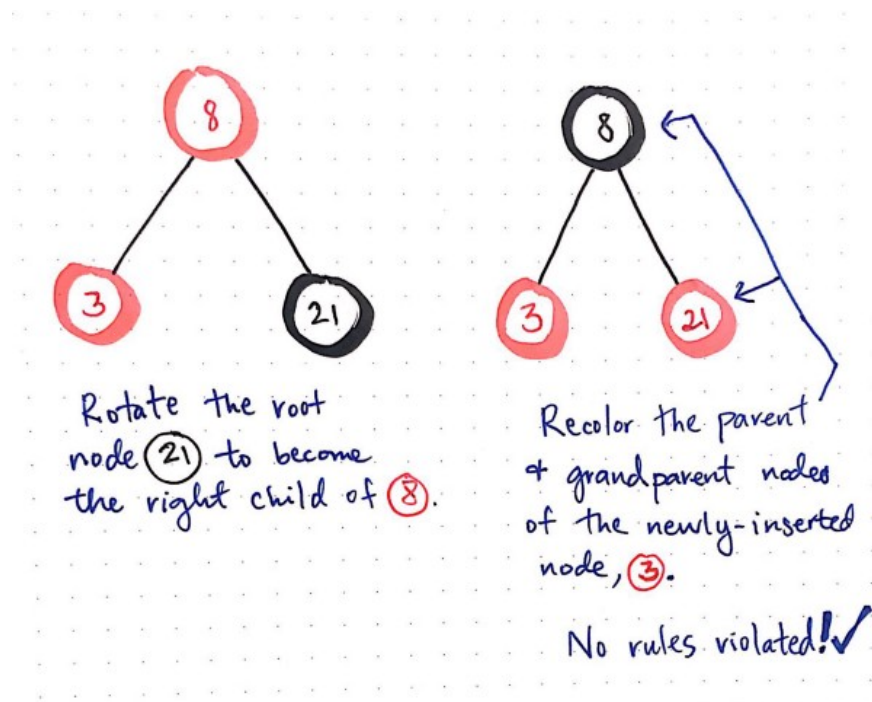 8
3
21
Rotate the root
node 21 to become
the right child of 8.
8
3
21
Recolor the parent
& grandparent nodes
of the newly-inserted
node, 3.
No rules violated!✓